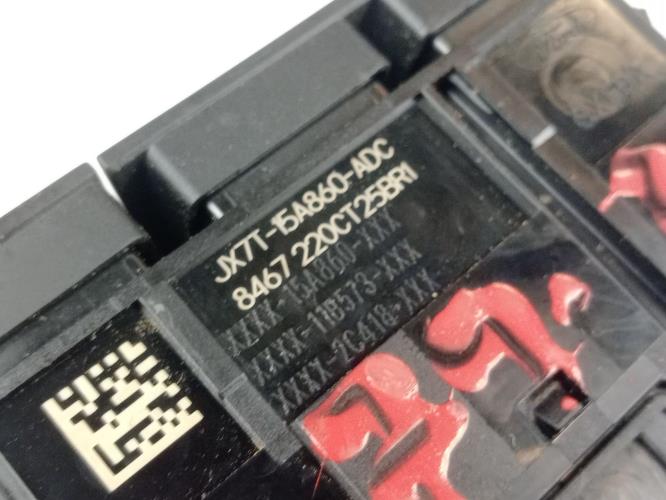 JX7T-15A860-ADC
8467 220CT25BR1
XXXX-15A860-XXX
XXXX-11B573-XXX
XXXX-2C418-XXX